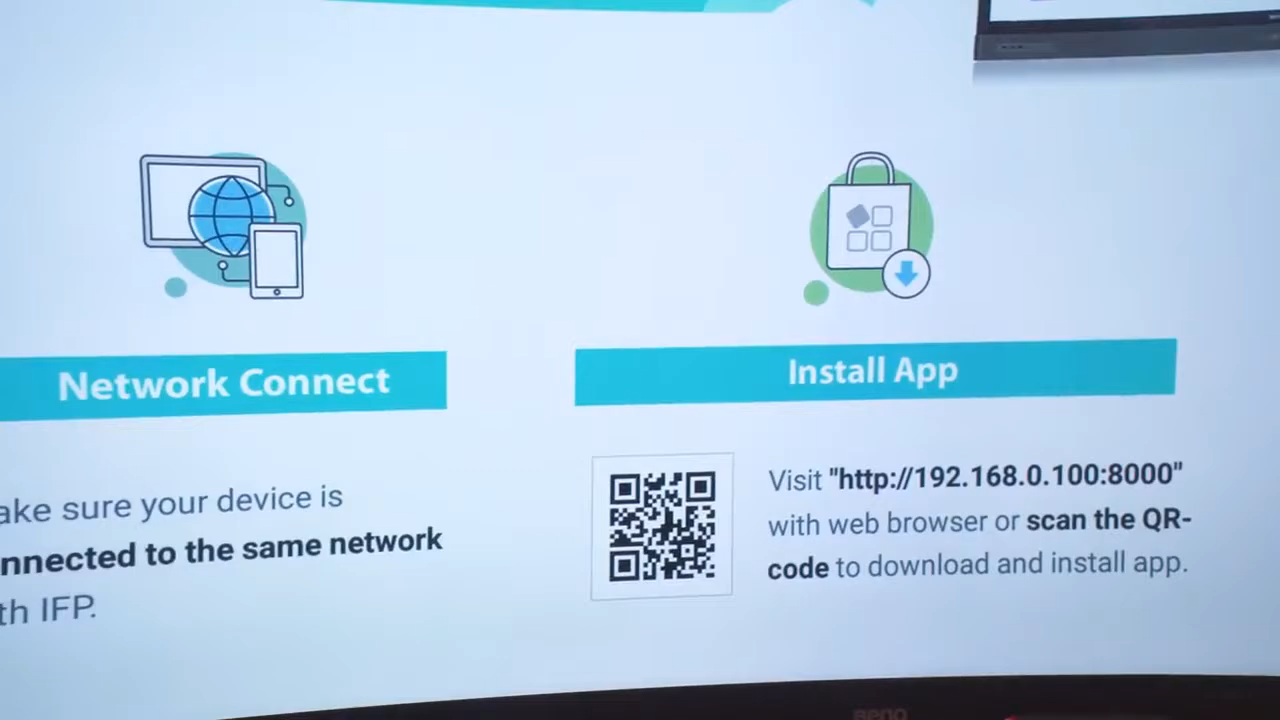 Network Connect
Install App
ake sure your device is
nnected to the same network
th IFP.
Visit "http://192.168.0.100:8000"
with web browser or scan the QR-
code to download and install app.